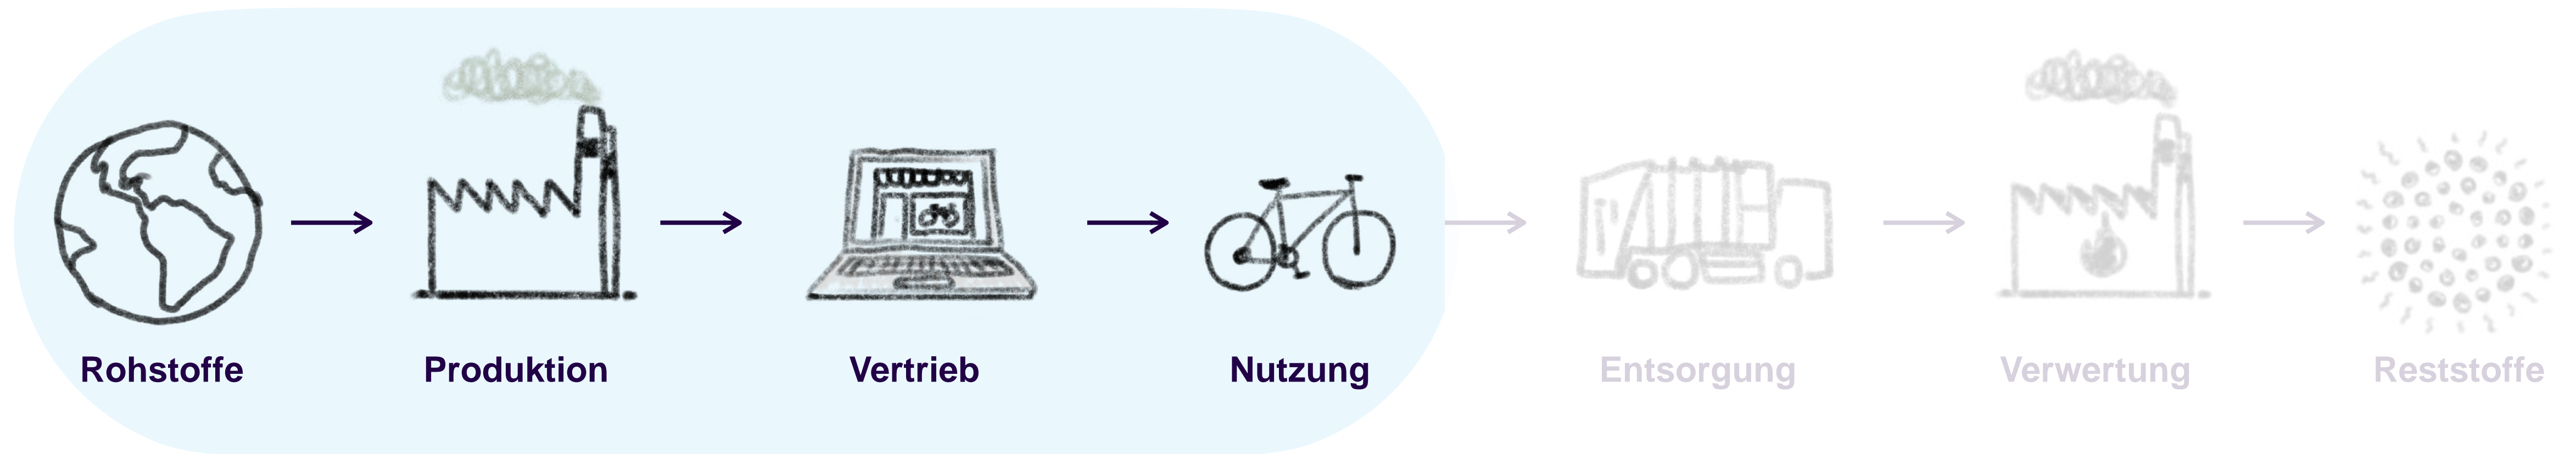 Rohstoffe
Produktion
Vertrieb
Nutzung
Entsorgung
Verwertung
Reststoffe